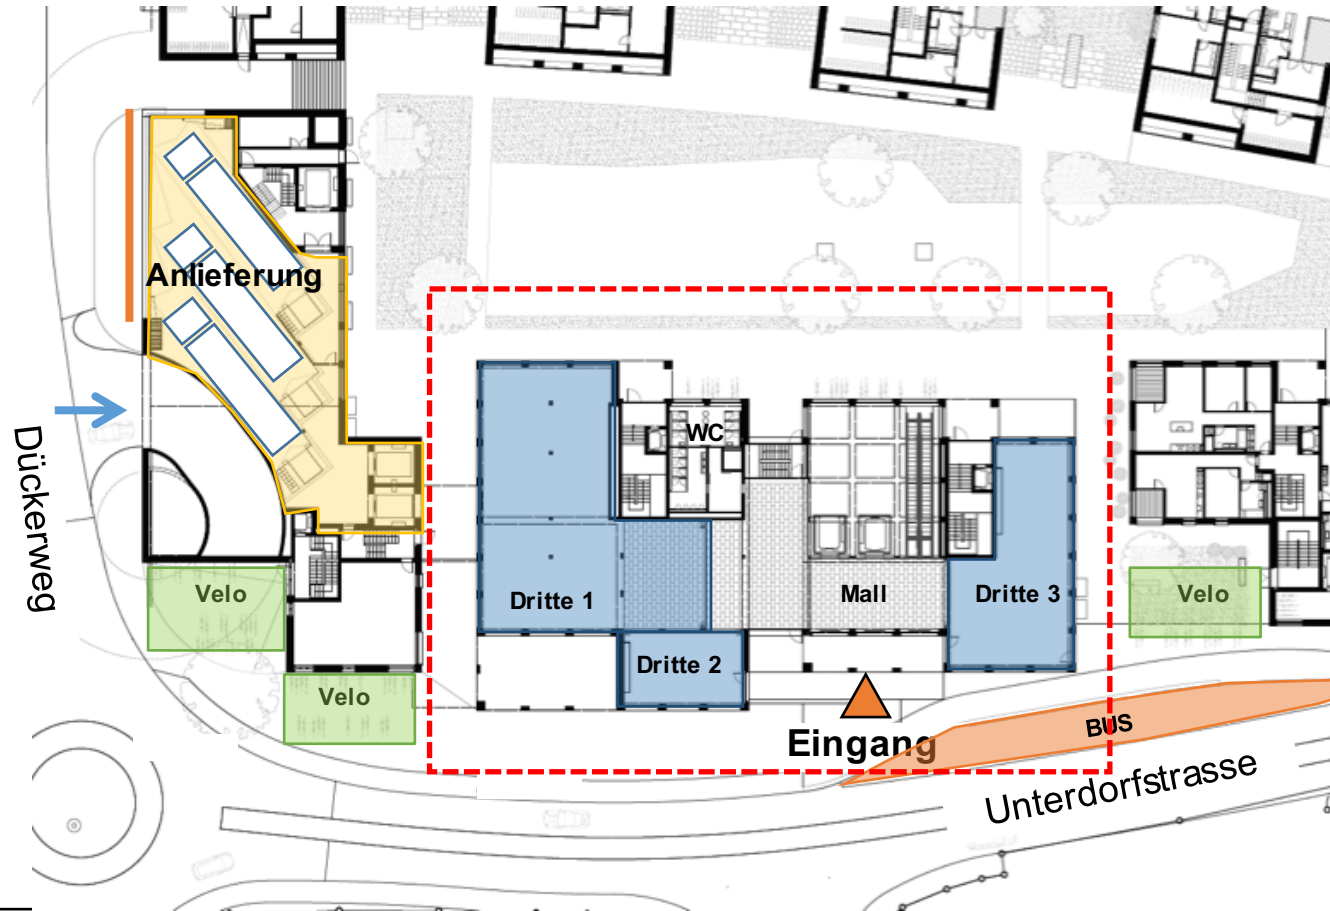 Anlieferung
Dückerweg
WC
Dritte 1
Mall
Dritte 3
Velo
Velo
Dritte 2
Velo
BUS
Eingang
Unterdorfstrasse